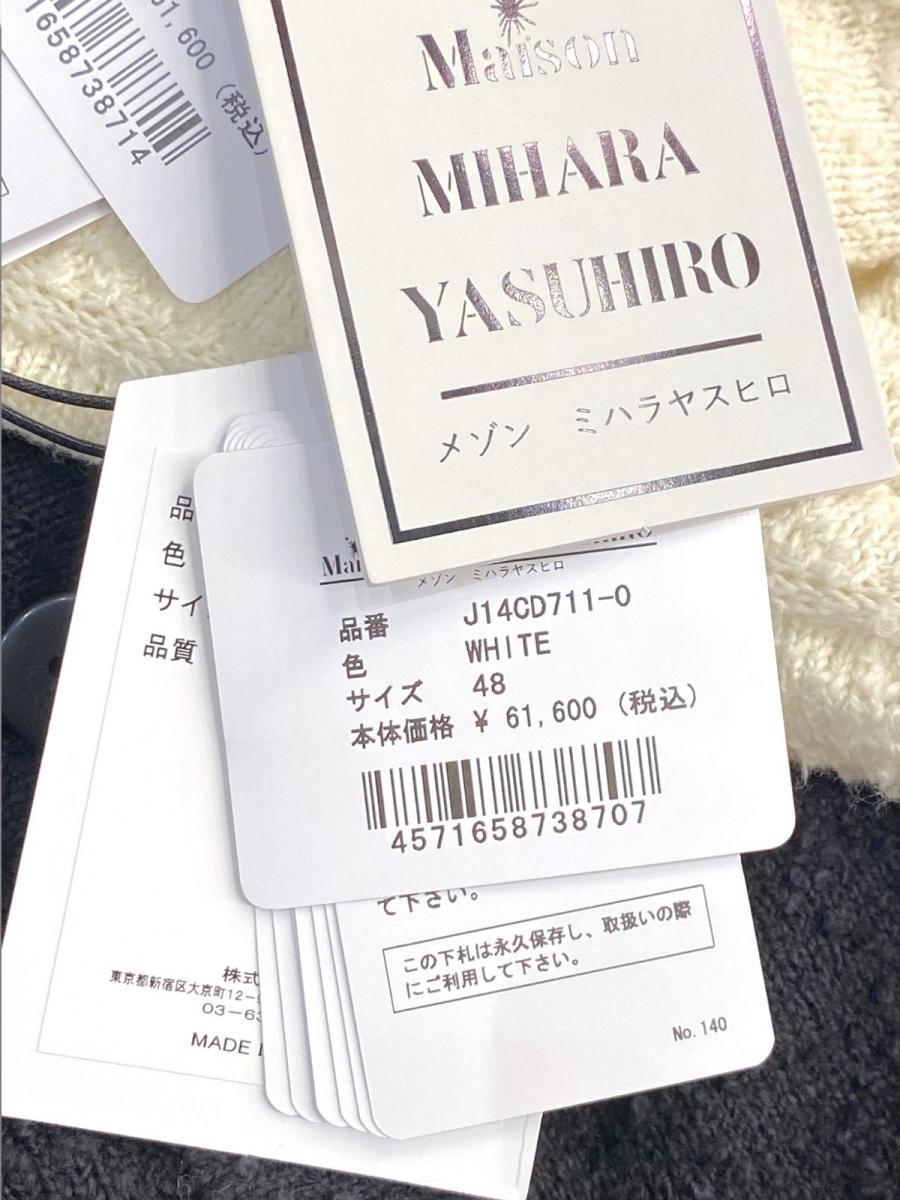 61,600 (税込)
1658738714
Maison
MIHARA
YASUHIRO
メゾン ミハラヤスヒロ
品
色
サイ
品質
メゾン ミハラヤスヒロ
品番 J14CD711-0
色 WHITE
サイズ 48
本体価格 ¥ 61,600 (税込)
4571658738707
て下さい。
この下札は永久保存し、取扱いの際
にご利用して下さい。
No.140
株式
東京都新宿区大京町12-9
03-63
MADE